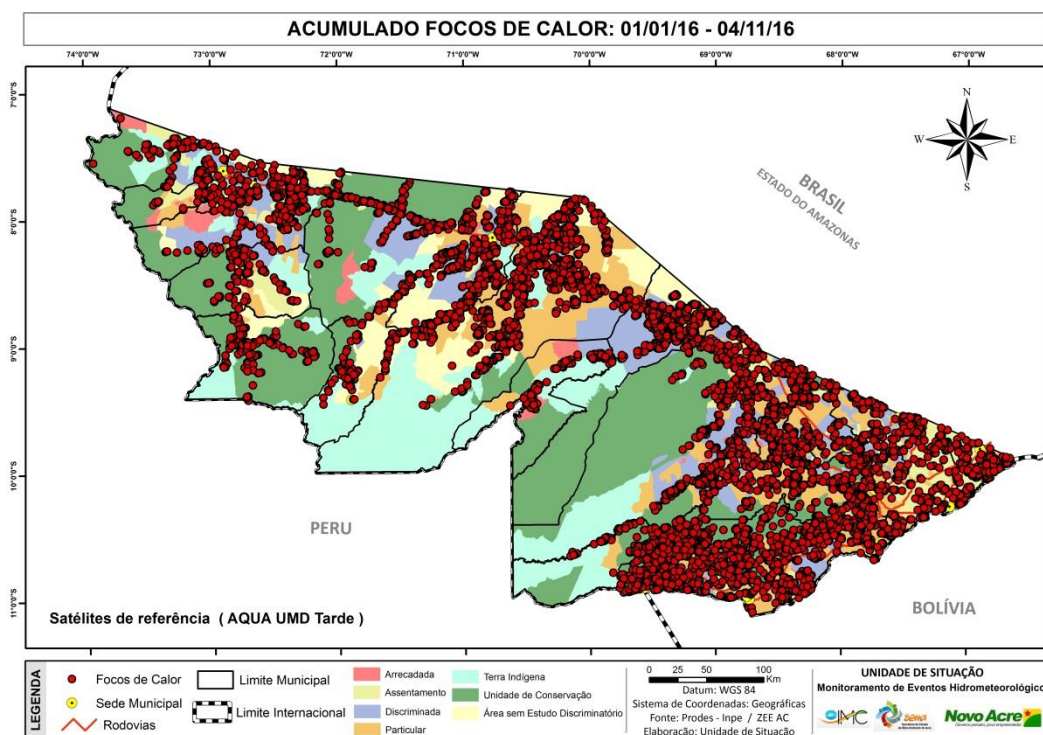 ACUMULADO FOCOS DE CALOR: 01/01/16 - 04/11/16
74°0'0"W 73°0'0"W 72°0'0"W 71°0'0"W 70°0'0"W 69°0'0"W 68°0'0"W 67°0'0"W
7°0'0"S
8°0'0"S
9°0'0"S
10°0'0"S
11°0'0"S
N
W E
S
BRASIL
ESTADO DO AMAZONAS
PERU
BOLÍVIA
Satélites de referência ( AQUA UMD Tarde )
LEGENDA
Focos de Calor
Sede Municipal
Rodovias
Limite Municipal
Limite Internacional
Arrecadada
Assentamento
Discriminada
Particular
Terra Indígena
Unidade de Conservação
Área sem Estudo Discriminatório
0 25 50 100
Km
Datum: WGS 84
Sistema de Coordenadas: Geográficas
Fonte: Prodes - Inpe / ZEE AC
Elaboração: Unidade de Situação
UNIDADE DE SITUAÇÃO
Monitoramento de Eventos Hidrometeorológicos
IMC
SEMA
Novo Acre